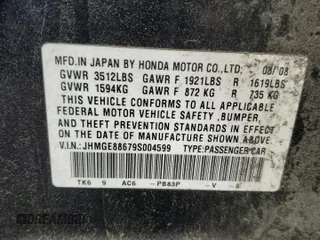 MFD.IN JAPAN BY HONDA MOTOR CO.,LTD. 08/08
GVWR 3512LBS GAWR F 1921LBS R 1619LBS
GVWR 1594KG GAWR F 872 KG R 735 KG
THIS VEHICLE CONFORMS TO ALL APPLICABLE
FEDERAL MOTOR VEHICLE SAFETY, BUMPER,
AND THEFT PREVENTION STANDARDS IN EFFECT ON THE
DATE OF MANUFACTURE SHOWN ABOVE.
V.I.N.: JHMGE88679S004599 TYPE:PASSENGER CAR
TK6 9 AC6 -PB83P -V -S